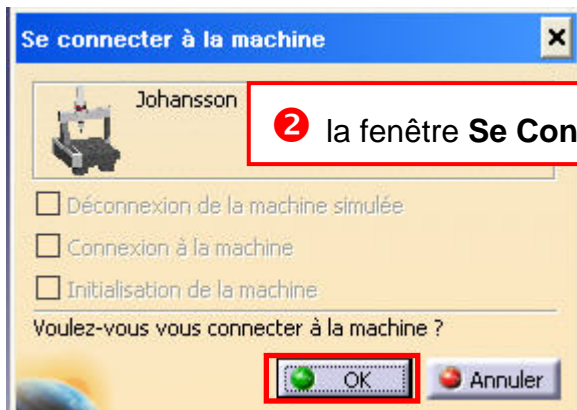 Se connecter à la machine
Johansson
❷ la fenêtre Se Con
Déconnexion de la machine simulée
Connexion à la machine
Initialisation de la machine
Voulez-vous vous connecter à la machine ?
OK Annuler